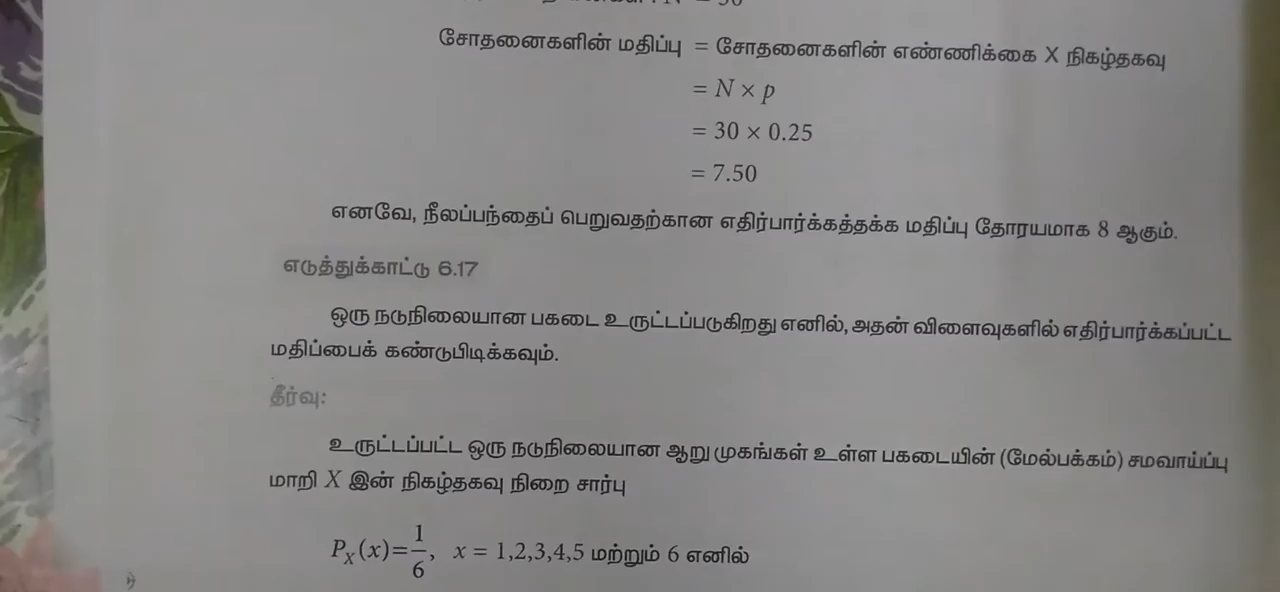 சோதனைகளின் மதிப்பு = சோதனைகளின் எண்ணிக்கை X நிகழ்தகவு
= N × p
= 30 × 0.25
= 7.50
எனவே, நீலப்பந்தைப் பெறுவதற்கான எதிர்பார்க்கத்தக்க மதிப்பு தோரயமாக 8 ஆகும்.
எடுத்துக்காட்டு 6.17
ஒரு நடுநிலையான பகடை உருட்டப்படுகிறது எனில், அதன் விளைவுகளில் எதிர்பார்க்கப்பட்ட
மதிப்பைக் கண்டுபிடிக்கவும்.
தீர்வு:
உருட்டப்பட்ட ஒரு நடுநிலையான ஆறு முகங்கள் உள்ள பகடையின் (மேல்பக்கம்) சமவாய்ப்பு
மாறி X இன் நிகழ்தகவு நிறை சார்பு
P_X(x)=1/6, x = 1,2,3,4,5 மற்றும் 6 எனில்